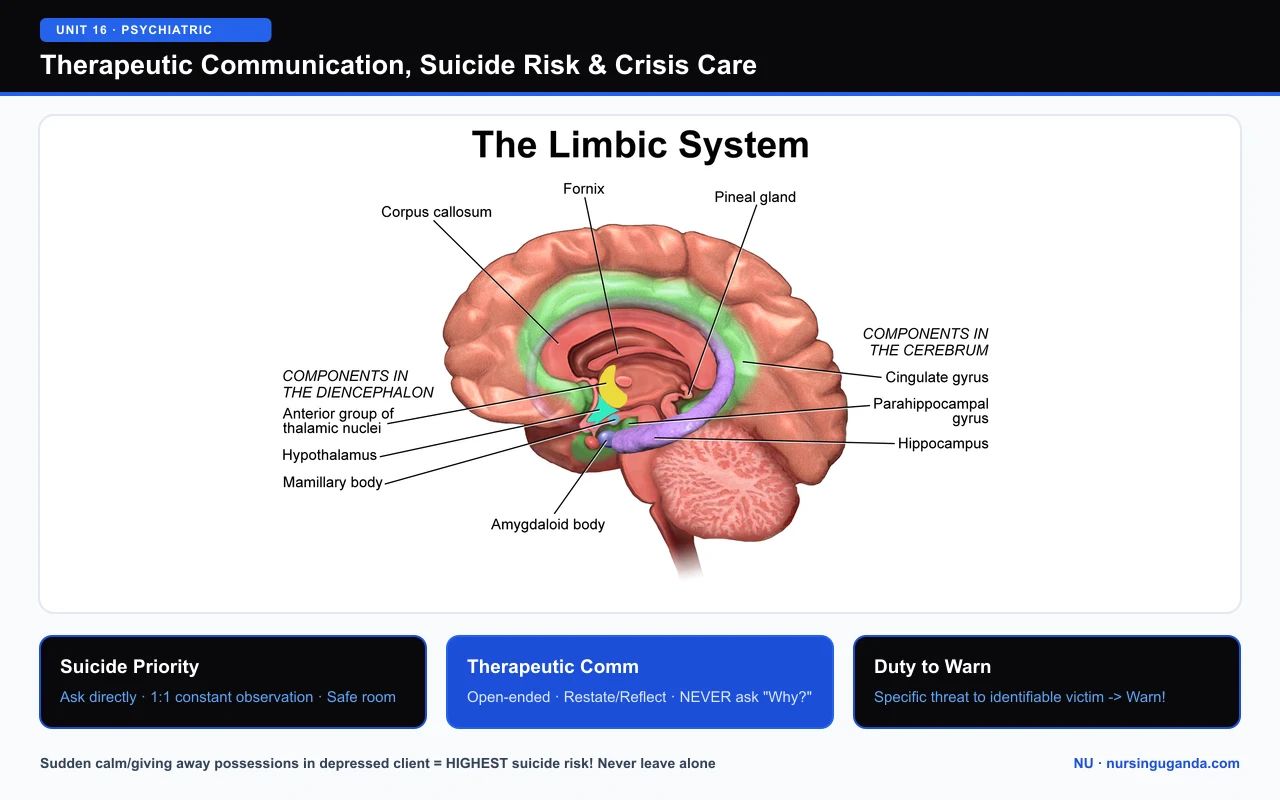 UNIT 16 · PSYCHIATRIC
Therapeutic Communication, Suicide Risk & Crisis Care
The Limbic System
Fornix
Pineal gland
Corpus callosum
COMPONENTS IN
THE CEREBRUM
Cingulate gyrus
Parahippocampal
gyrus
Hippocampus
COMPONENTS IN
THE DIENCEPHALON
Anterior group of
thalamic nuclei
Hypothalamus
Mamillary body
Amygdaloid body
Suicide Priority
Ask directly · 1:1 constant observation · Safe room
Therapeutic Comm
Open-ended · Restate/Reflect · NEVER ask "Why?"
Duty to Warn
Specific threat to identifiable victim -> Warn!
Sudden calm/giving away possessions in depressed client = HIGHEST suicide risk! Never leave alone
NU · nursinguganda.com